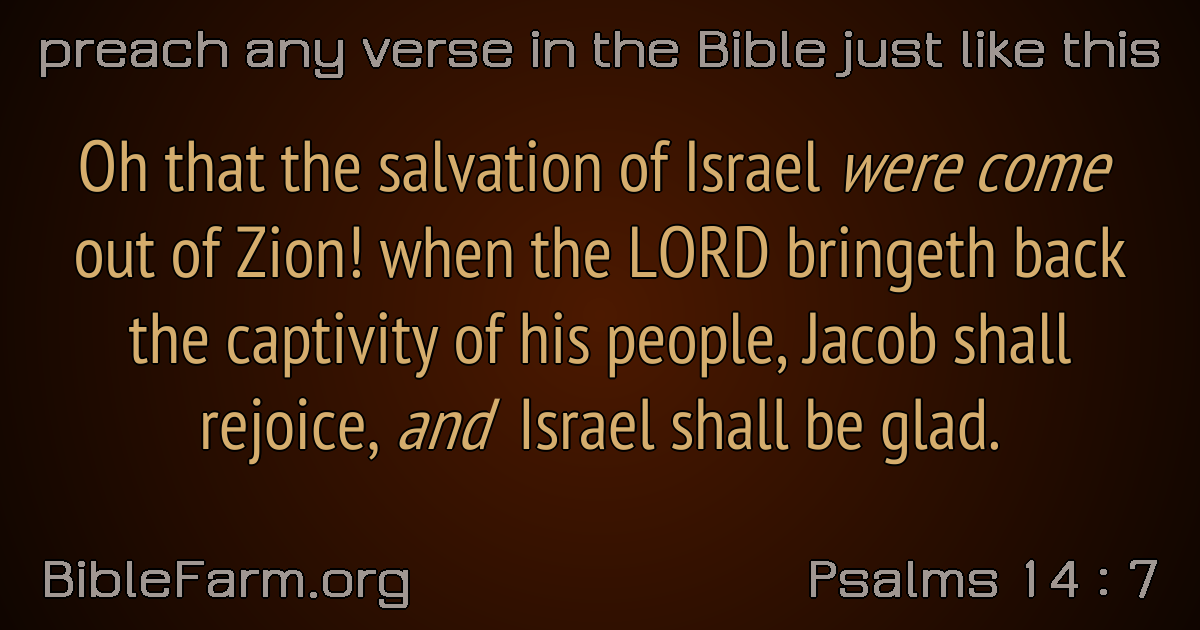 preach any verse in the Bible just like this
Oh that the salvation of Israel were come
out of Zion! when the LORD bringeth back
the captivity of his people, Jacob shall
rejoice, and Israel shall be glad.
BibleFarm.org
Psalms 14 : 7